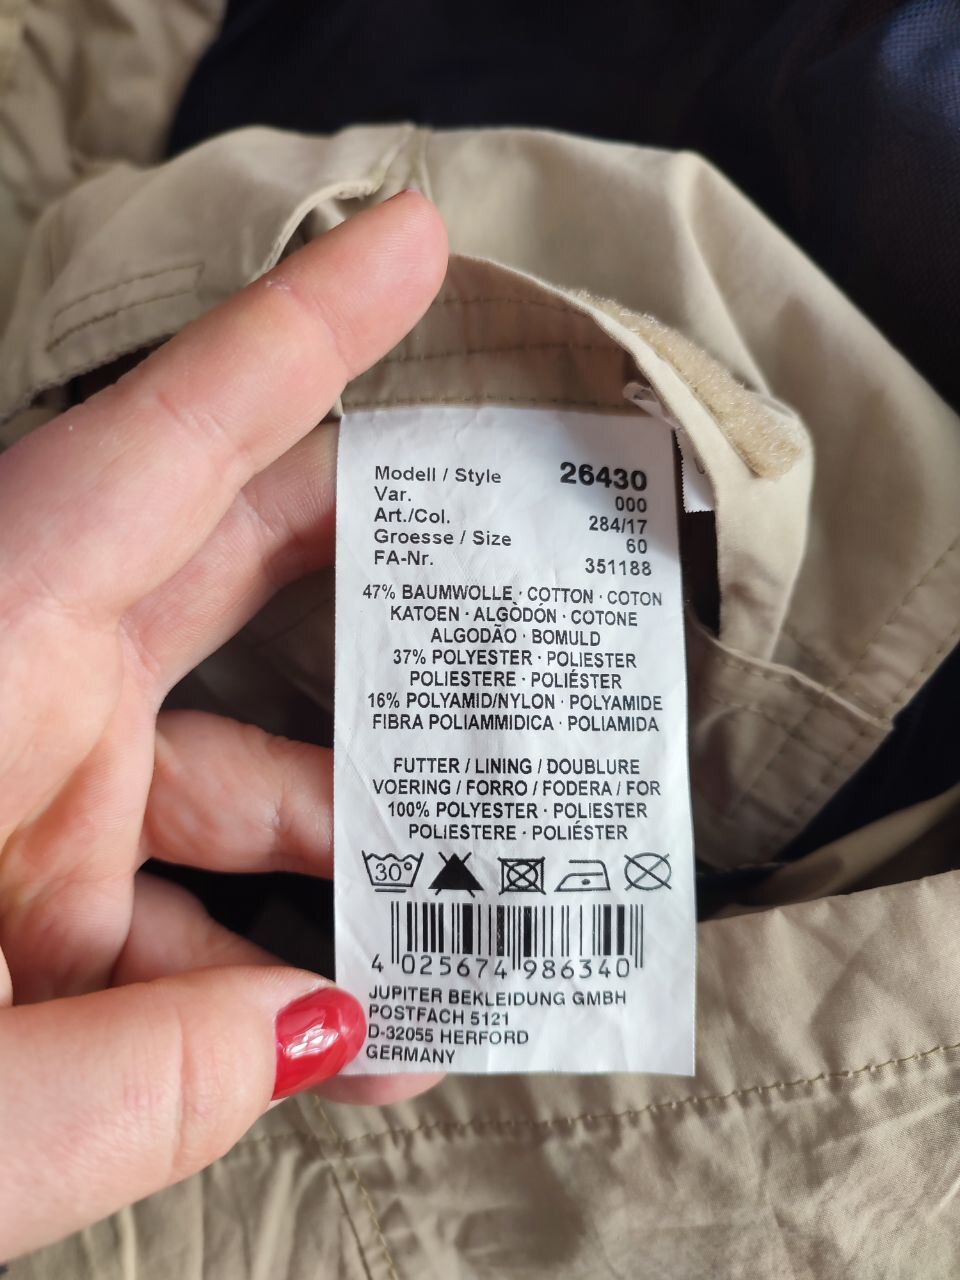 Modell / Style 26430
Var. 000
Art./Col. 284/17
Groesse / Size 60
FA-Nr. 351188
47% BAUMWOLLE · COTTON · COTON
KATOEN · ALGÒDÓN · COTONE
ALGODÃO · BOMULD
37% POLYESTER · POLIESTER
POLIESTERE · POLIÉSTER
16% POLYAMID/NYLON · POLYAMIDE
FIBRA POLIAMMIDICA · POLIAMIDA
FUTTER / LINING / DOUBLURE
VOERING / FORRO / FODERA / FOR
100% POLYESTER · POLIESTER
POLIESTERE · POLIÉSTER
30°
4 025674 986340
JUPITER BEKLEIDUNG GMBH
POSTFACH 5121
D-32055 HERFORD
GERMANY